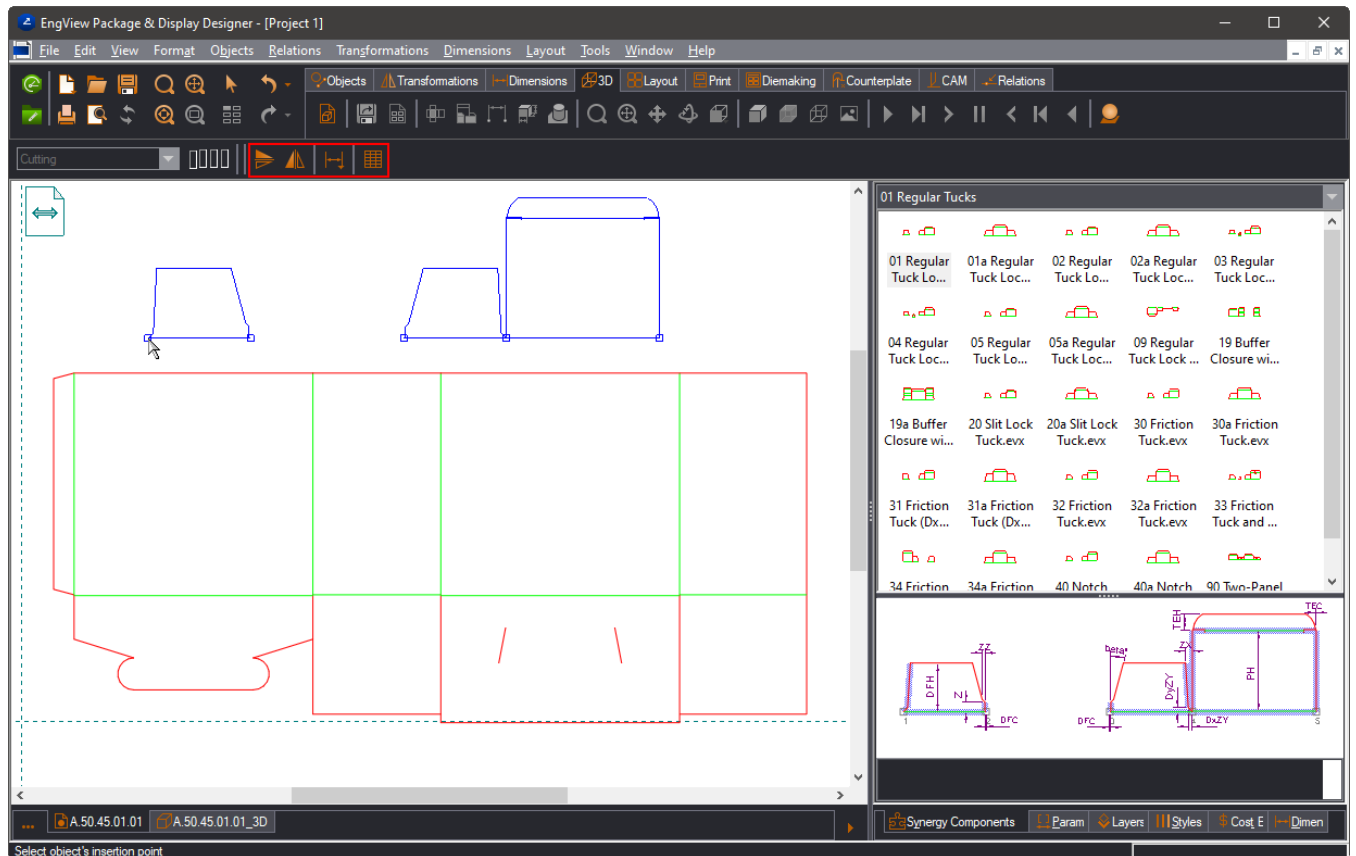 EngView Package & Display Designer - [Project 1]
File Edit View Format Objects Relations Transformations Dimensions Layout Tools Window Help
Objects Transformations Dimensions 3D Layout Print Diemaking Counterplate CAM Relations
Cutting
01 Regular Tucks
01 Regular Tuck Lo...
01a Regular Tuck Loc...
02 Regular Tuck Lo...
02a Regular Tuck Loc...
03 Regular Tuck Loc...
04 Regular Tuck Loc...
05 Regular Tuck Lo...
05a Regular Tuck Loc...
09 Regular Tuck Lock ...
19 Buffer Closure wi...
19a Buffer Closure wi...
20 Slit Lock Tuck.evx
20a Slit Lock Tuck.evx
30 Friction Tuck.evx
30a Friction Tuck.evx
31 Friction Tuck (Dx...
31a Friction Tuck (Dx...
32 Friction Tuck.evx
32a Friction Tuck.evx
33 Friction Tuck and ...
34 Friction
34a Friction
40 Notch
40a Notch
90 Two-Panel
TEC
TEH
ZZ
beta°
ZX
DFH
Z
DyZY
PH
1
DFC
DFC
DxZY
S
... A.50.45.01.01 A.50.45.01.01_3D
Synergy Components Param Layers Styles Cost E Dimen
Select object's insertion point